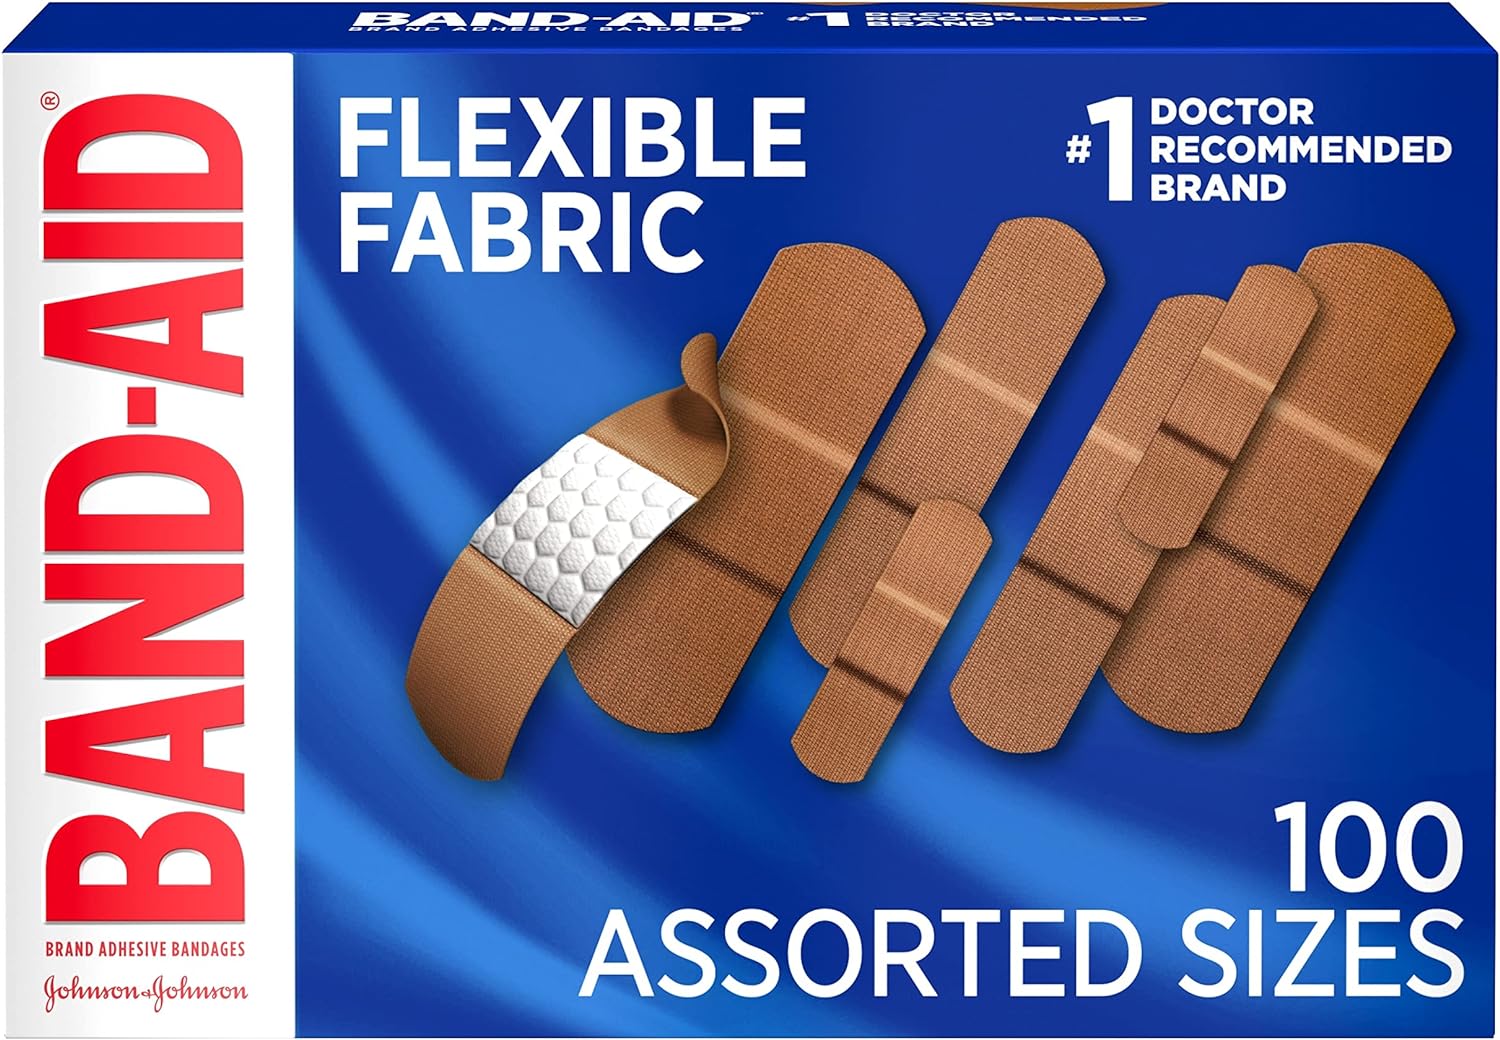 BAND-AID® #1 DOCTOR
RECOMMENDED
BRAND
BRAND ADHESIVE BANDAGES
BAND-AID®
BRAND ADHESIVE BANDAGES
Johnson & Johnson
FLEXIBLE
FABRIC
#1 DOCTOR
RECOMMENDED
BRAND
100
ASSORTED SIZES